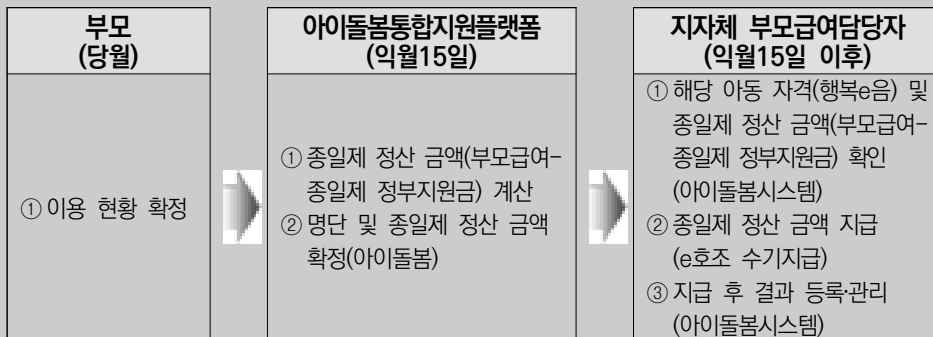 부모
(당월)
① 이용 현황 확정
아이돌봄통합지원플랫폼
(익월15일)
① 종일제 정산 금액(부모급여-
종일제 정부지원금) 계산
② 명단 및 종일제 정산 금액
확정(아이돌봄)
지자체 부모급여담당자
(익월15일 이후)
① 해당 아동 자격(행복e음) 및
종일제 정산 금액(부모급여-
종일제 정부지원금) 확인
(아이돌봄시스템)
② 종일제 정산 금액 지급
(e호조 수기지급)
③ 지급 후 결과 등록·관리
(아이돌봄시스템)